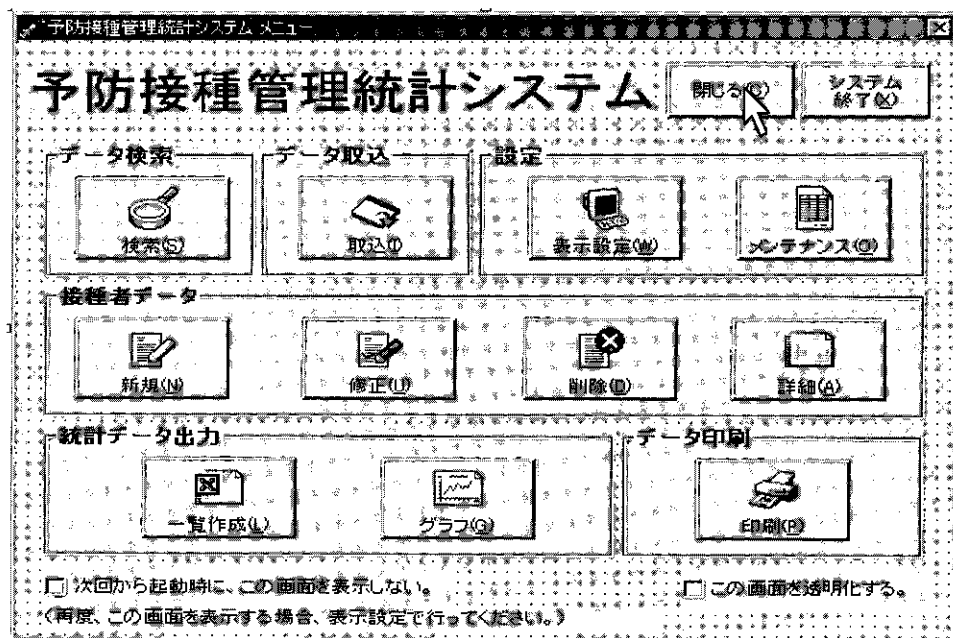 予防接種管理統計システム メニュー
予防接種管理統計システム
閉じる(C)
システム
終了(X)
データ検索
データ取込
設定
検索(S)
取込(I)
表示設定(W)
メンテナンス(O)
接種者データ
新規(N)
修正(U)
削除(D)
詳細(A)
統計データ出力
データ印刷
一覧作成(L)
グラフ(G)
印刷(P)
次回から起動時に、この画面を表示しない。
この画面を透明化する。
(再度、この画面を表示する場合、表示設定で行ってください。)